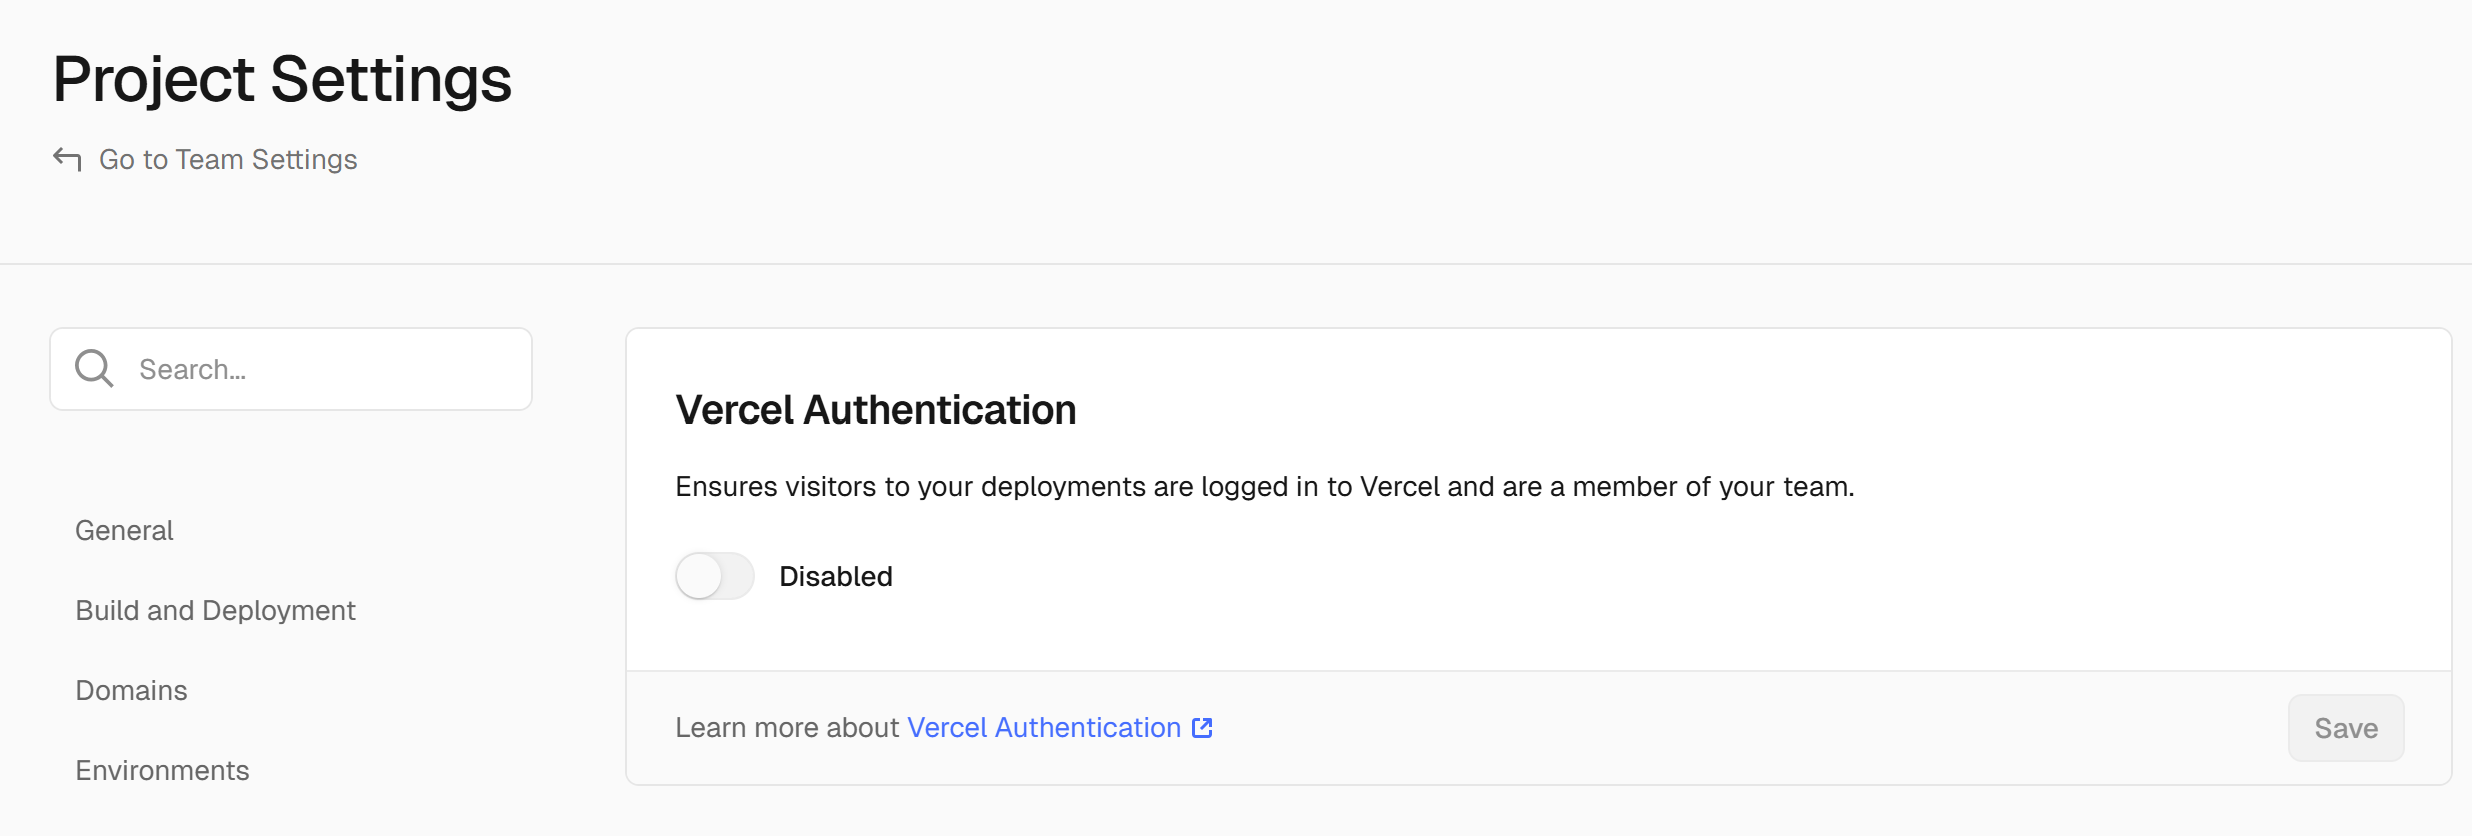 Project Settings
Go to Team Settings
Search...
General
Build and Deployment
Domains
Environments
Vercel Authentication
Ensures visitors to your deployments are logged in to Vercel and are a member of your team.
Disabled
Learn more about Vercel Authentication
Save